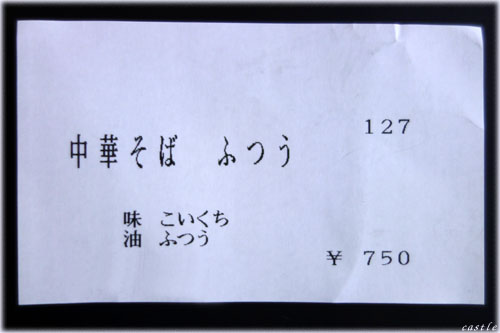 127
中華そば ふつう
味 こいくち
油 ふつう
¥ 750
castle